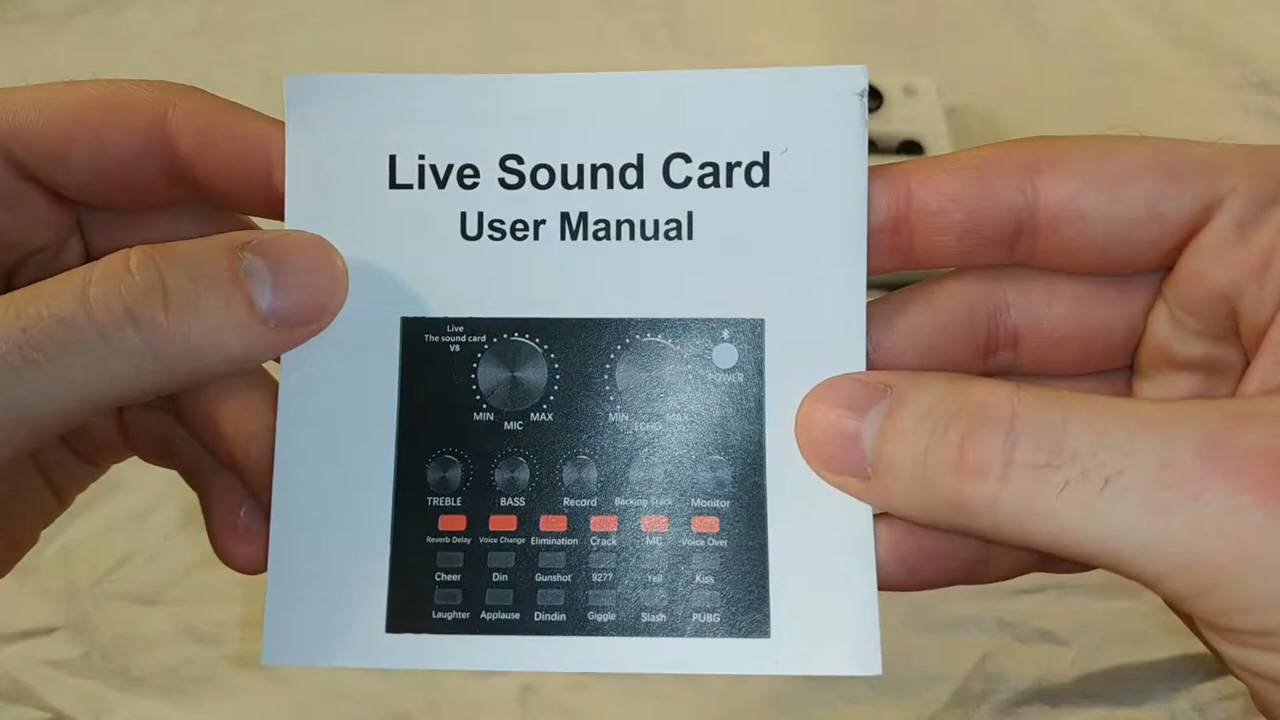 Live Sound Card
User Manual
Live
The sound card
V8
POWER
MIN MAX MIN MAX
MIC ECHO
TREBLE BASS Record Backing Track Monitor
Reverb Delay Voice Change Elimination Crack MC Voice Over
Cheer Din Gunshot 9277 Yell Kiss
Laughter Applause Dindin Giggle Slash PUBG